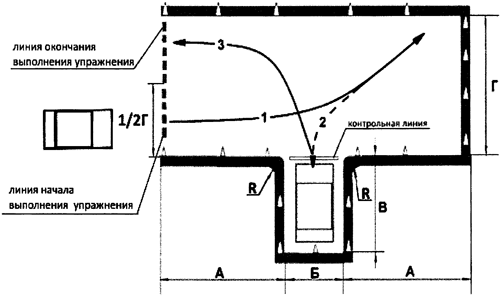 линия окончания
выполнения упражнения
3
1/2Г
1
2
Г
контрольная линия
линия начала
выполнения упражнения
R
R
В
А
Б
А